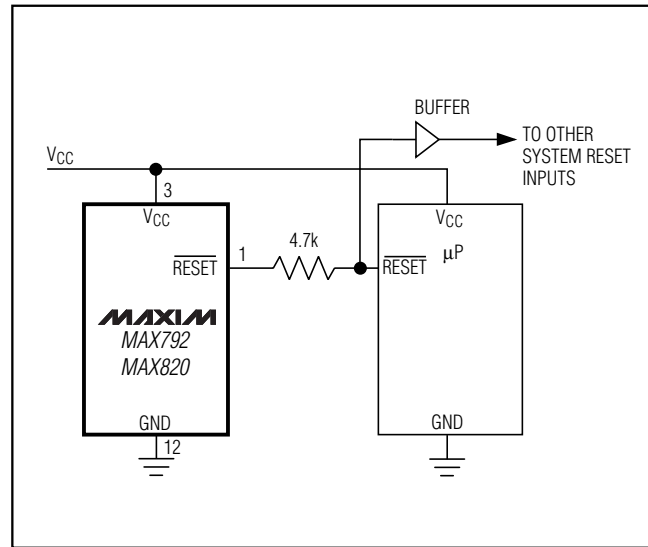 BUFFER
TO OTHER
SYSTEM RESET
INPUTS
VCC
3
VCC
VCC
4.7k
1
RESET
RESET
μP
MAXIM
MAX792
MAX820
GND
12
GND